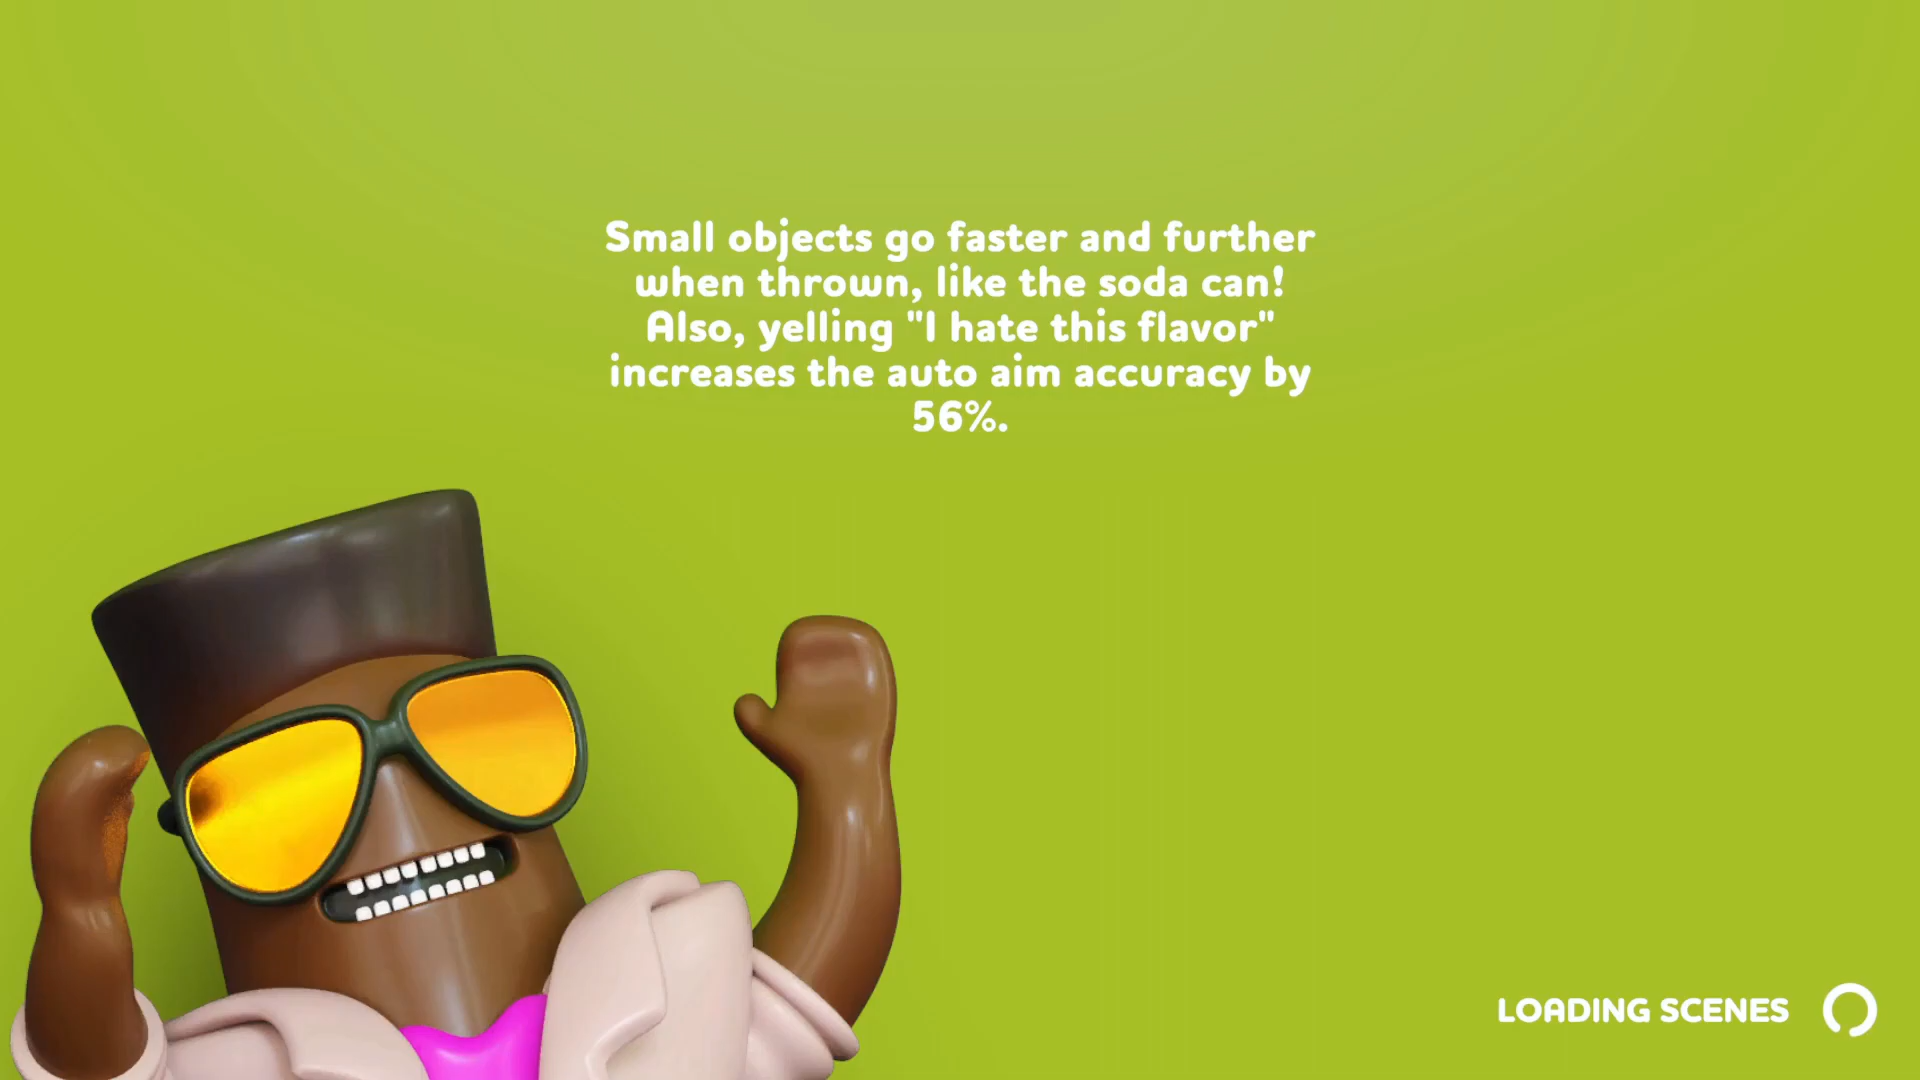 Small objects go faster and further
when thrown, like the soda can!
Also, yelling "I hate this flavor"
increases the auto aim accuracy by
56%.
LOADING SCENES